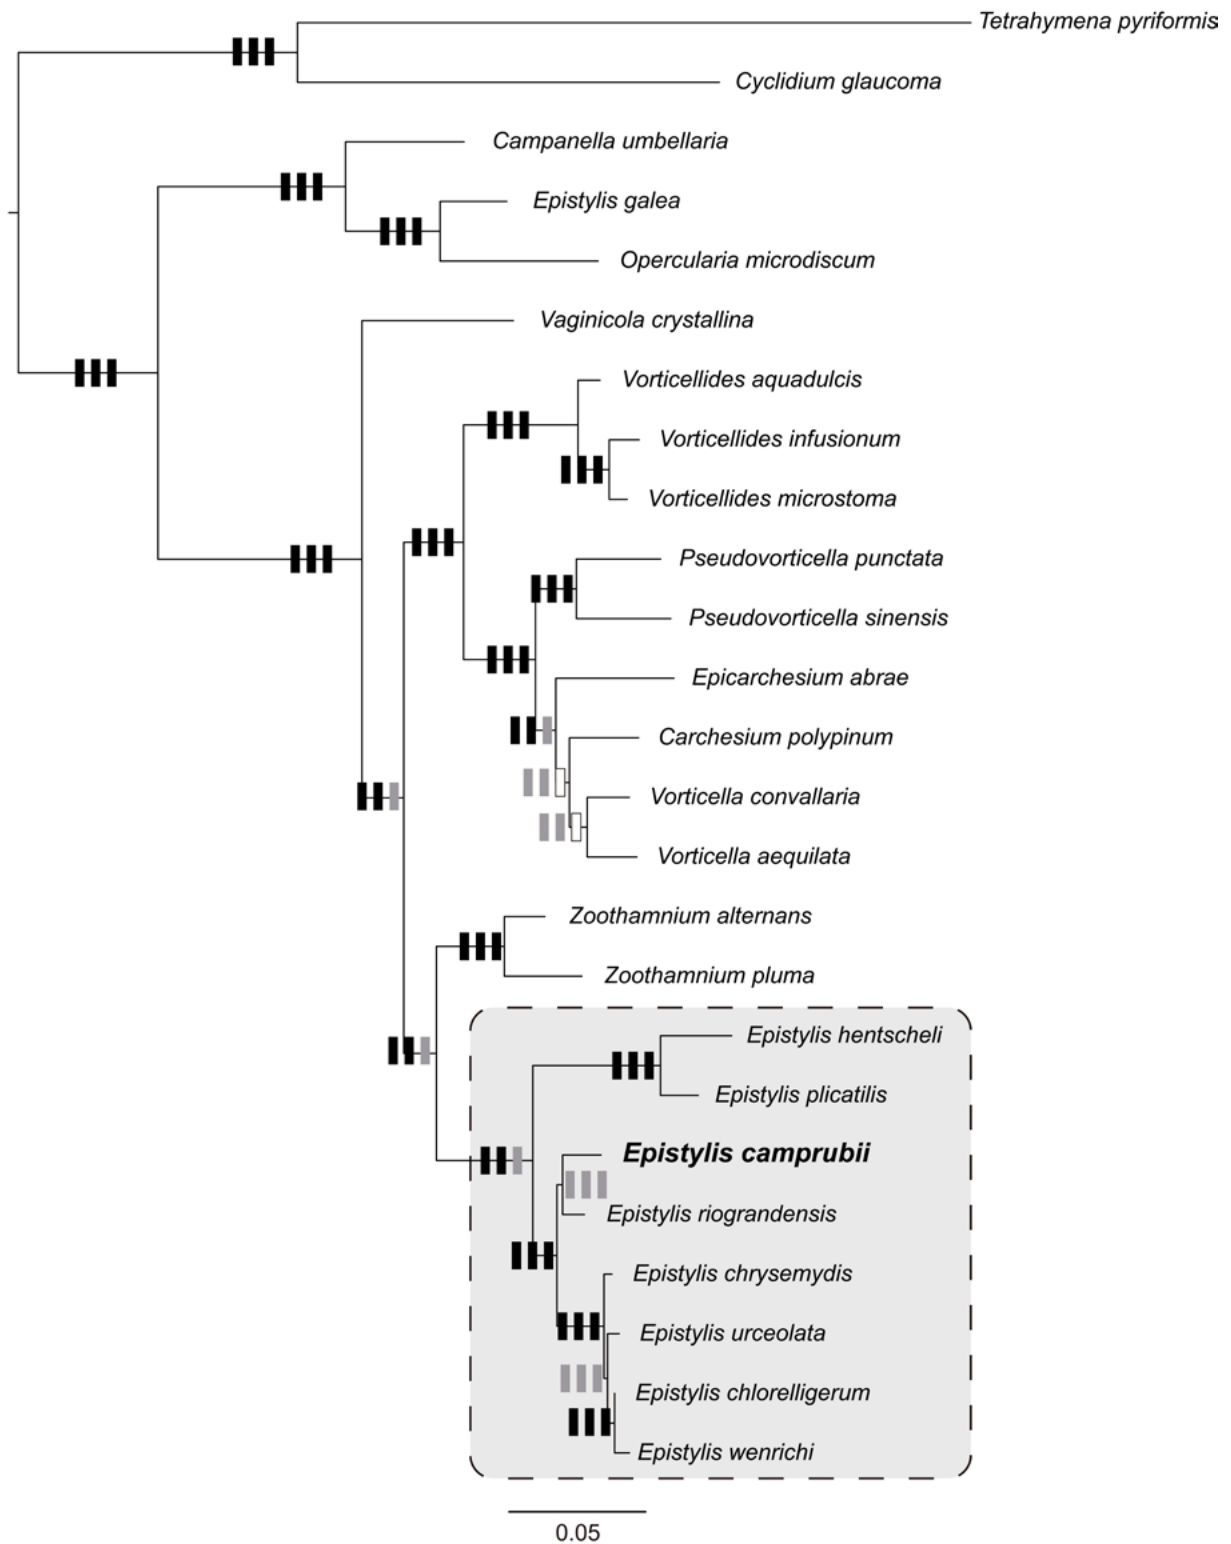 Tetrahymena pyriformis
Cyclidium glaucoma
Campanella umbellaria
Epistylis galea
Opercularia microdiscum
Vaginicola crystallina
Vorticellides aquadulcis
Vorticellides infusionum
Vorticellides microstoma
Pseudovorticella punctata
Pseudovorticella sinensis
Epicarchesium abrae
Carchesium polypinum
Vorticella convallaria
Vorticella aequilata
Zoothamnium alternans
Zoothamnium pluma
Epistylis hentscheli
Epistylis plicatilis
Epistylis camprubii
Epistylis riograndensis
Epistylis chrysemydis
Epistylis urceolata
Epistylis chlorelligerum
Epistylis wenrichi
0.05